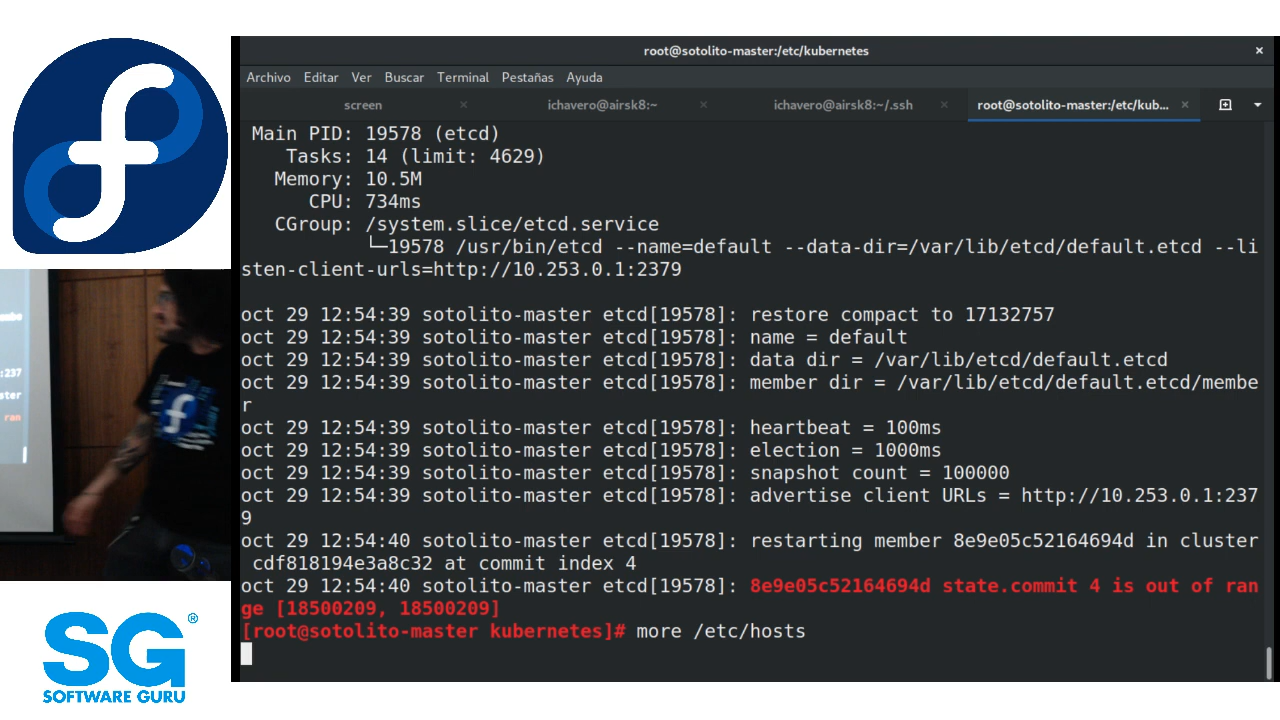 root@sotolito-master:/etc/kubernetes
Archivo Editar Ver Buscar Terminal Pestañas Ayuda
screen ichavero@airsk8:~ ichavero@airsk8:~/.ssh root@sotolito-master:/etc/kub...
Main PID: 19578 (etcd)
Tasks: 14 (limit: 4629)
Memory: 10.5M
CPU: 734ms
CGroup: /system.slice/etcd.service
└─19578 /usr/bin/etcd --name=default --data-dir=/var/lib/etcd/default.etcd --li
sten-client-urls=http://10.253.0.1:2379
oct 29 12:54:39 sotolito-master etcd[19578]: restore compact to 17132757
oct 29 12:54:39 sotolito-master etcd[19578]: name = default
oct 29 12:54:39 sotolito-master etcd[19578]: data dir = /var/lib/etcd/default.etcd
oct 29 12:54:39 sotolito-master etcd[19578]: member dir = /var/lib/etcd/default.etcd/membe
r
oct 29 12:54:39 sotolito-master etcd[19578]: heartbeat = 100ms
oct 29 12:54:39 sotolito-master etcd[19578]: election = 1000ms
oct 29 12:54:39 sotolito-master etcd[19578]: snapshot count = 100000
oct 29 12:54:39 sotolito-master etcd[19578]: advertise client URLs = http://10.253.0.1:237
9
oct 29 12:54:40 sotolito-master etcd[19578]: restarting member 8e9e05c52164694d in cluster
cdf818194e3a8c32 at commit index 4
oct 29 12:54:40 sotolito-master etcd[19578]: 8e9e05c52164694d state.commit 4 is out of ran
ge [18500209, 18500209]
[root@sotolito-master kubernetes]# more /etc/hosts
:237
ster
ran
SG®
SOFTWARE GURU